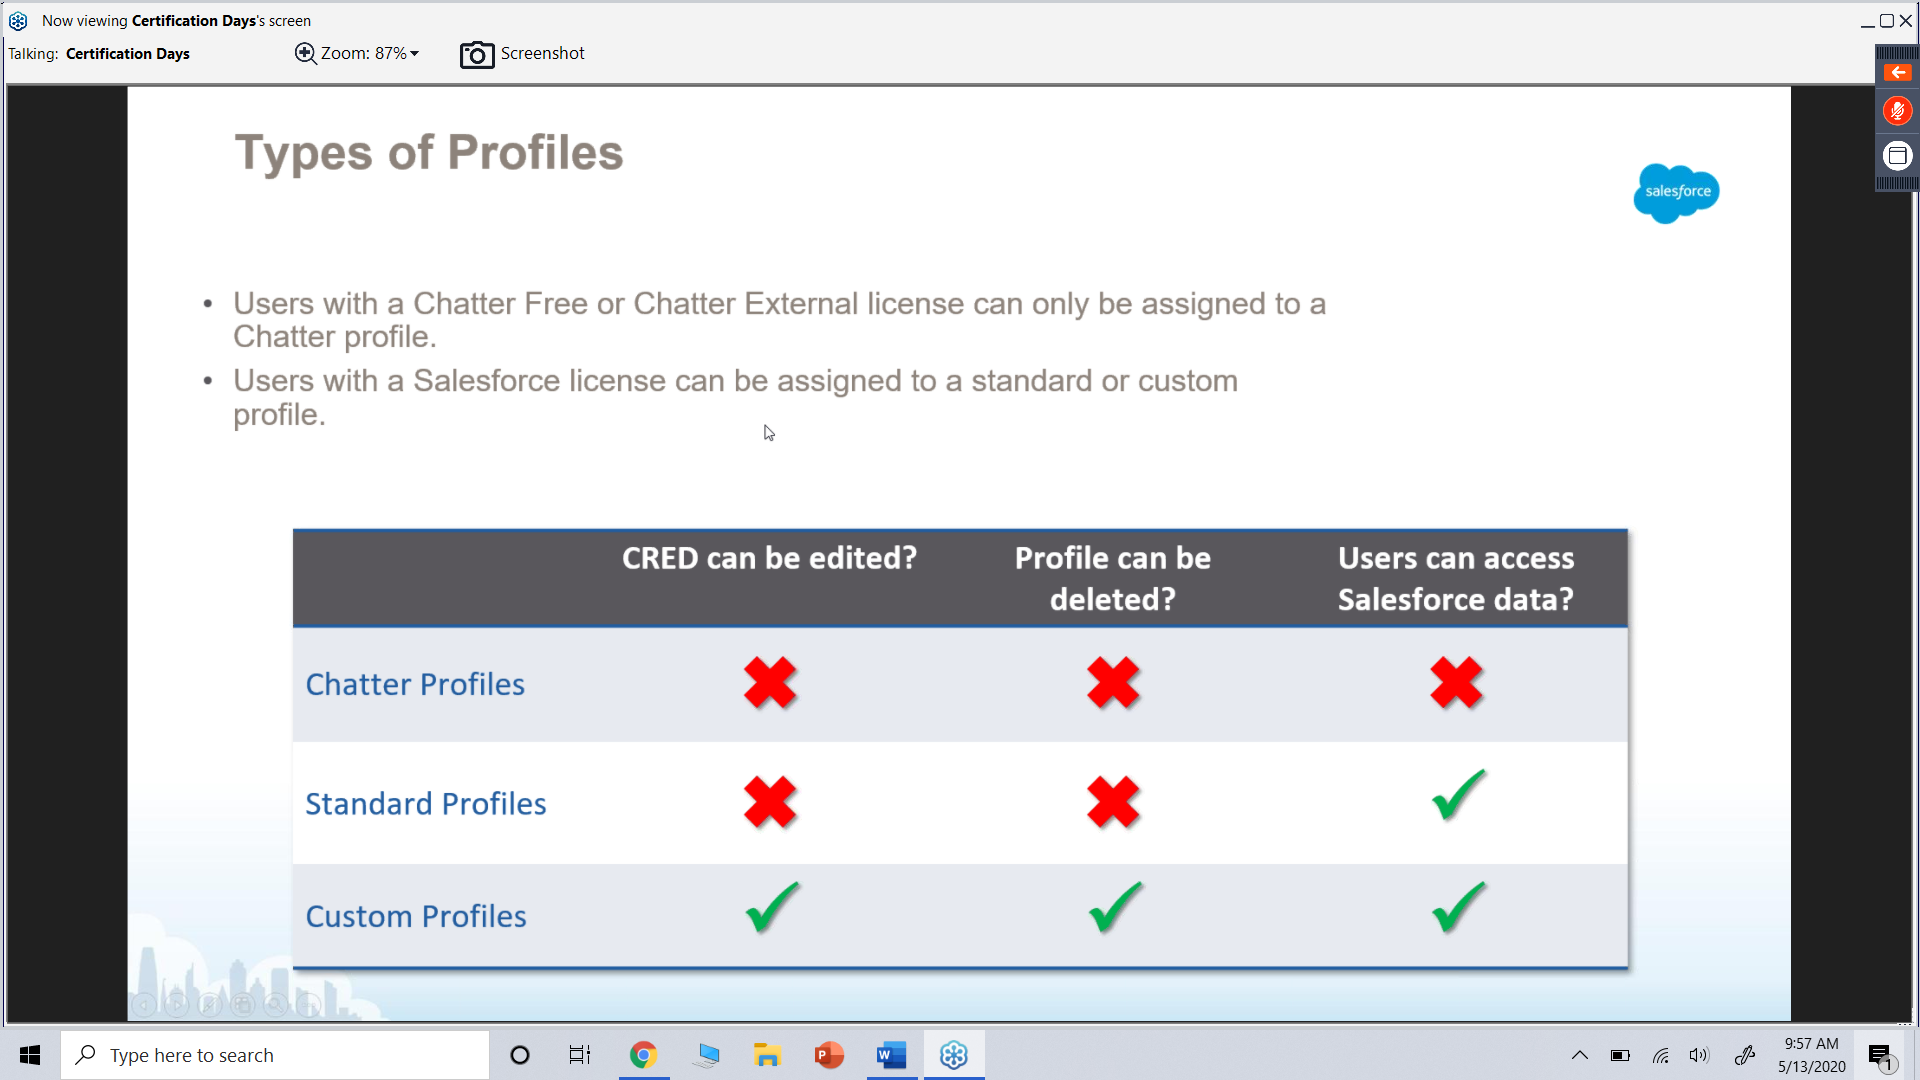 Now viewing Certification Days's screen
Talking: Certification Days
Zoom: 87%
Screenshot
Types of Profiles
salesforce
• Users with a Chatter Free or Chatter External license can only be assigned to a
Chatter profile.
• Users with a Salesforce license can be assigned to a standard or custom
profile.
CRED can be edited?
Profile can be
deleted?
Users can access
Salesforce data?
Chatter Profiles
Standard Profiles
Custom Profiles
Type here to search
9:57 AM
5/13/2020
1